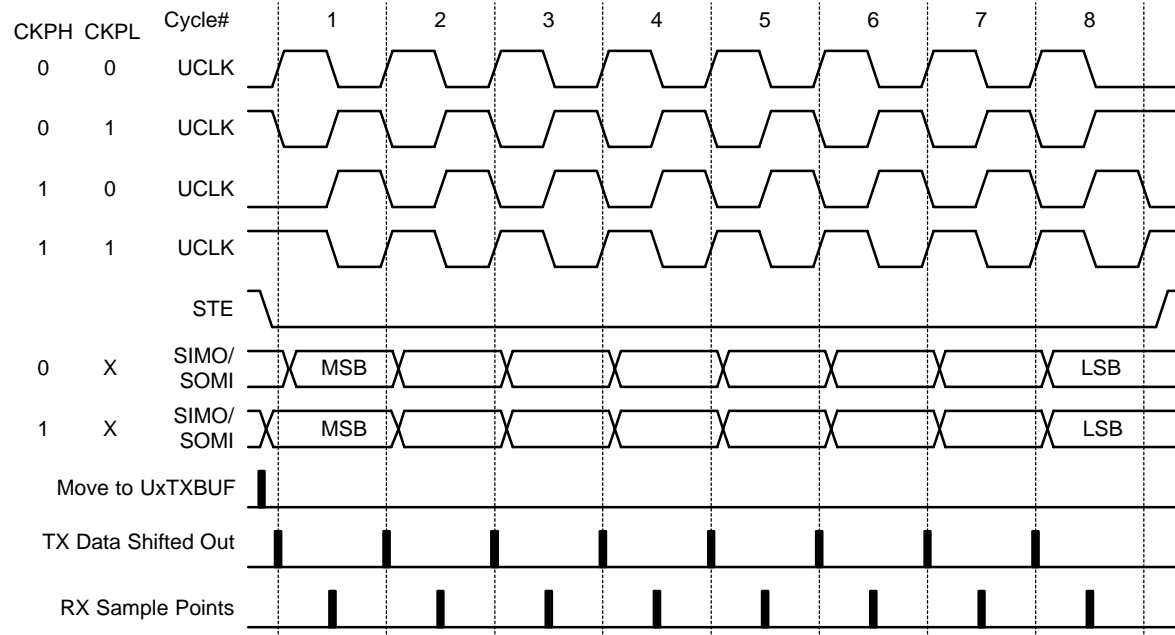 Cycle# 1 2 3 4 5 6 7 8
CKPH CKPL
0 0 UCLK
0 1 UCLK
1 0 UCLK
1 1 UCLK
STE
0 X SIMO/
SOMI MSB LSB
1 X SIMO/
SOMI MSB LSB
Move to UxTXBUF
TX Data Shifted Out
RX Sample Points